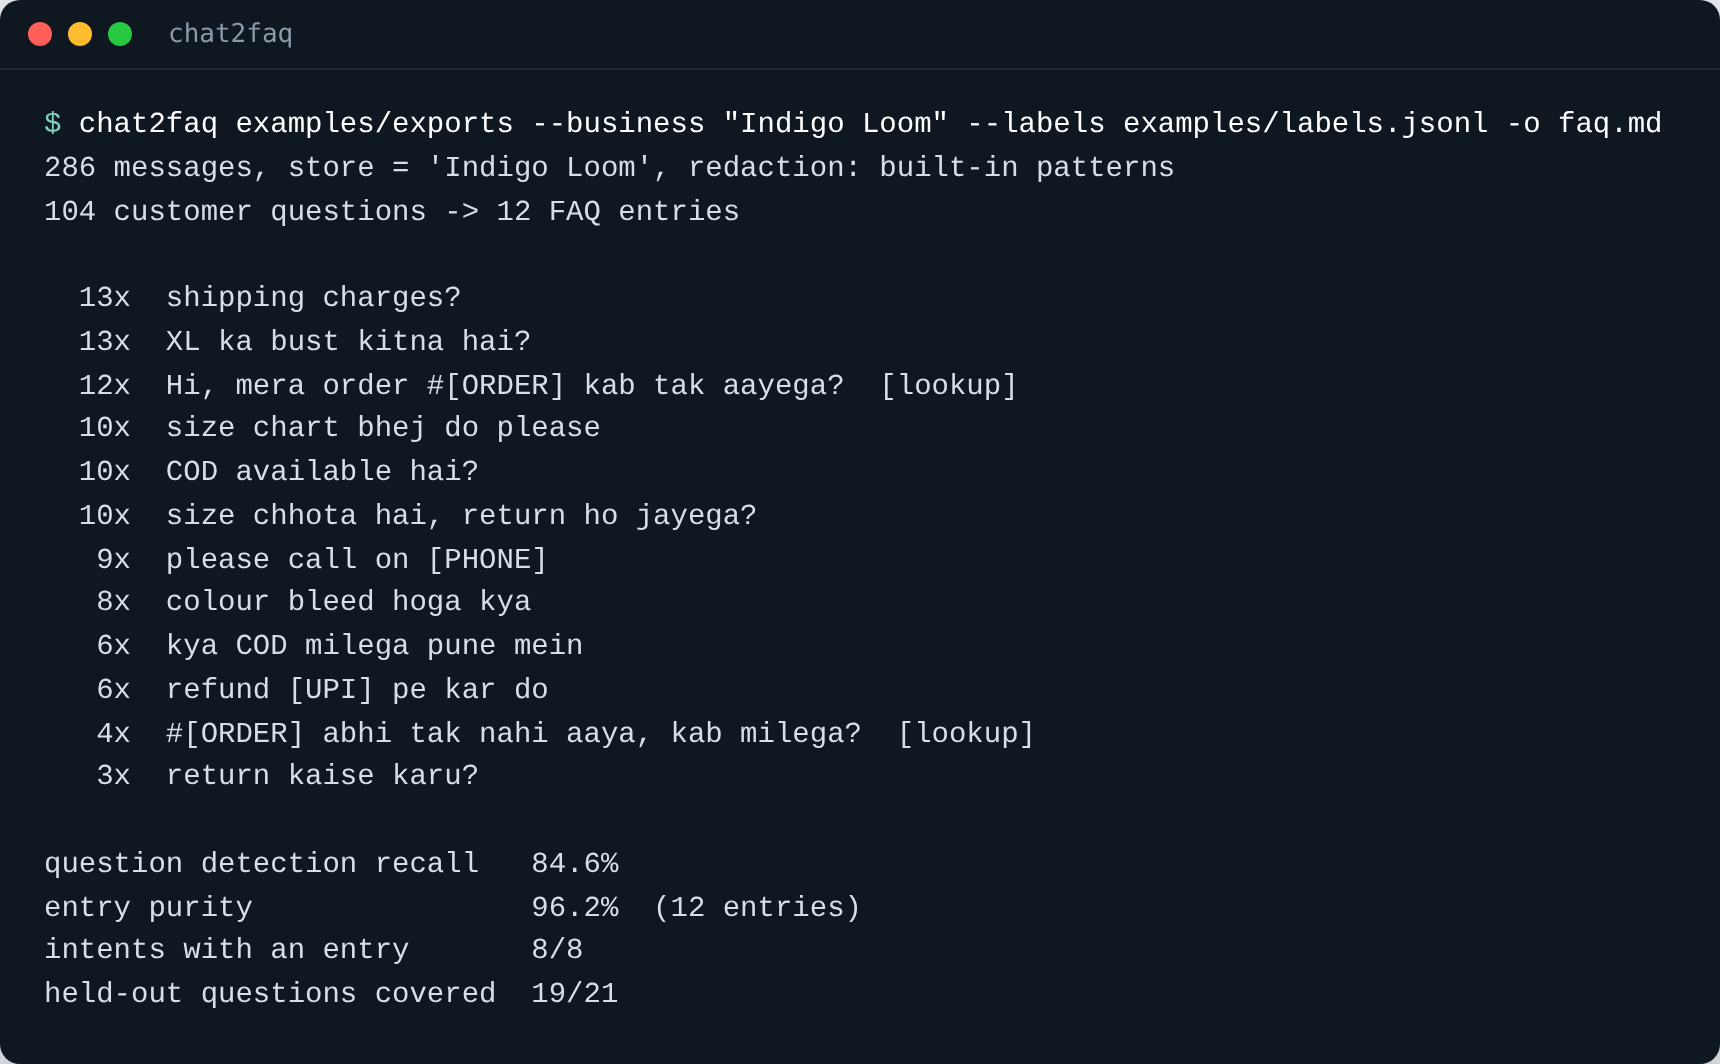 chat2faq
$ chat2faq examples/exports --business "Indigo Loom" --labels examples/labels.jsonl -o faq.md
286 messages, store = 'Indigo Loom', redaction: built-in patterns
104 customer questions -> 12 FAQ entries
13x  shipping charges?
13x  XL ka bust kitna hai?
12x  Hi, mera order #[ORDER] kab tak aayega?  [lookup]
10x  size chart bhej do please
10x  COD available hai?
10x  size chhota hai, return ho jayega?
9x  please call on [PHONE]
8x  colour bleed hoga kya
6x  kya COD milega pune mein
6x  refund [UPI] pe kar do
4x  #[ORDER] abhi tak nahi aaya, kab milega?  [lookup]
3x  return kaise karu?
question detection recall   84.6%
entry purity                96.2%  (12 entries)
intents with an entry       8/8
held-out questions covered  19/21